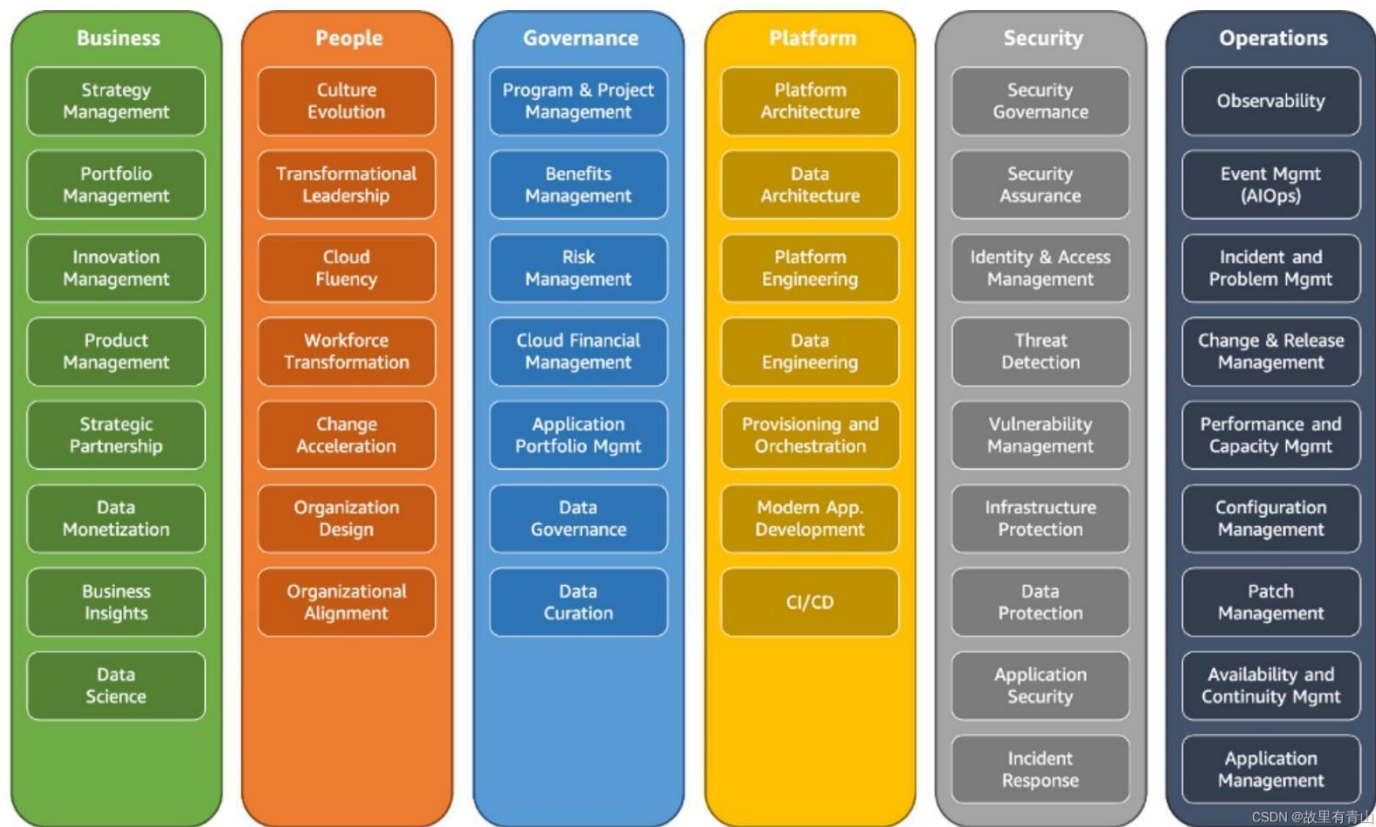 Business
Strategy
Management
Portfolio
Management
Innovation
Management
Product
Management
Strategic
Partnership
Data
Monetization
Business
Insights
Data
Science
People
Culture
Evolution
Transformational
Leadership
Cloud
Fluency
Workforce
Transformation
Change
Acceleration
Organization
Design
Organizational
Alignment
Governance
Program & Project
Management
Benefits
Management
Risk
Management
Cloud Financial
Management
Application
Portfolio Mgmt
Data
Governance
Data
Curation
Platform
Platform
Architecture
Data
Architecture
Platform
Engineering
Data
Engineering
Provisioning and
Orchestration
Modern App.
Development
CI/CD
Security
Security
Governance
Security
Assurance
Identity & Access
Management
Threat
Detection
Vulnerability
Management
Infrastructure
Protection
Data
Protection
Application
Security
Incident
Response
Operations
Observability
Event Mgmt
(AIOps)
Incident and
Problem Mgmt
Change & Release
Management
Performance and
Capacity Mgmt
Configuration
Management
Patch
Management
Availability and
Continuity Mgmt
Application
Management
CSDN @故里有青山